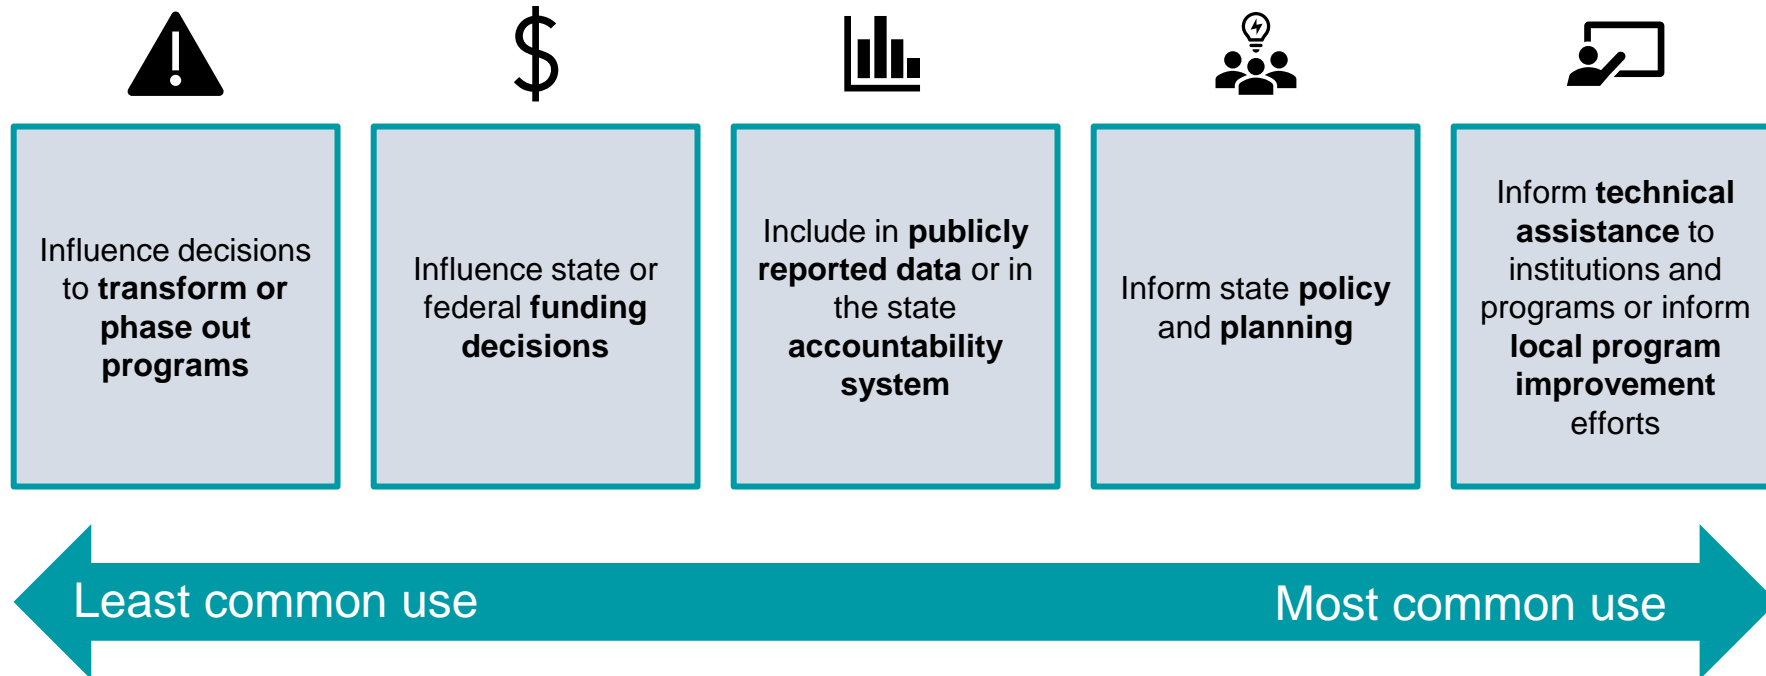 Influence decisions
to transform or
phase out
programs
Influence state or
federal funding
decisions
Include in publicly
reported data or in
the state
accountability
system
Inform state policy
and planning
Inform technical
assistance to
institutions and
programs or inform
local program
improvement
efforts
Least common use
Most common use